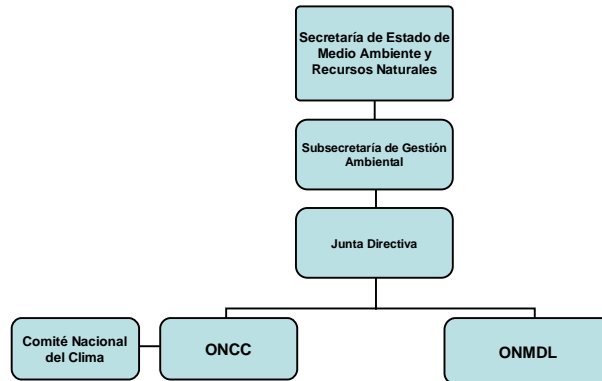 Secretaría de Estado de
Medio Ambiente y
Recursos Naturales
Subsecretaría de Gestión
Ambiental
Junta Directiva
Comité Nacional
del Clima
ONCC
ONMDL